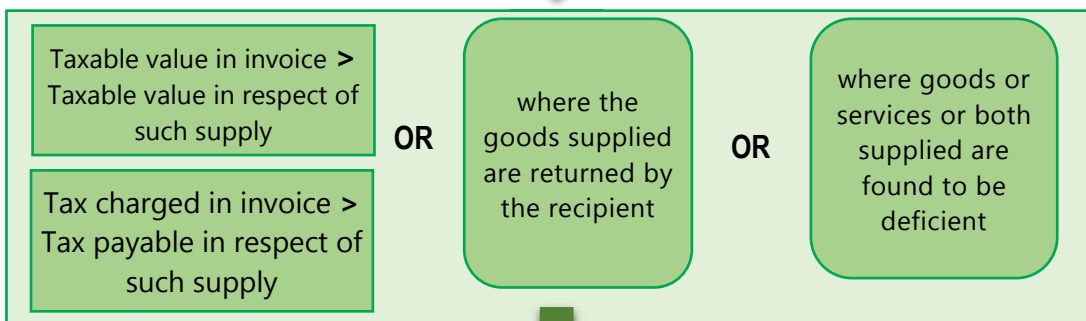 Taxable value in invoice >
Taxable value in respect of
such supply
Tax charged in invoice >
Tax payable in respect of
such supply
OR
where the
goods supplied
are returned by
the recipient
OR
where goods or
services or both
supplied are
found to be
deficient